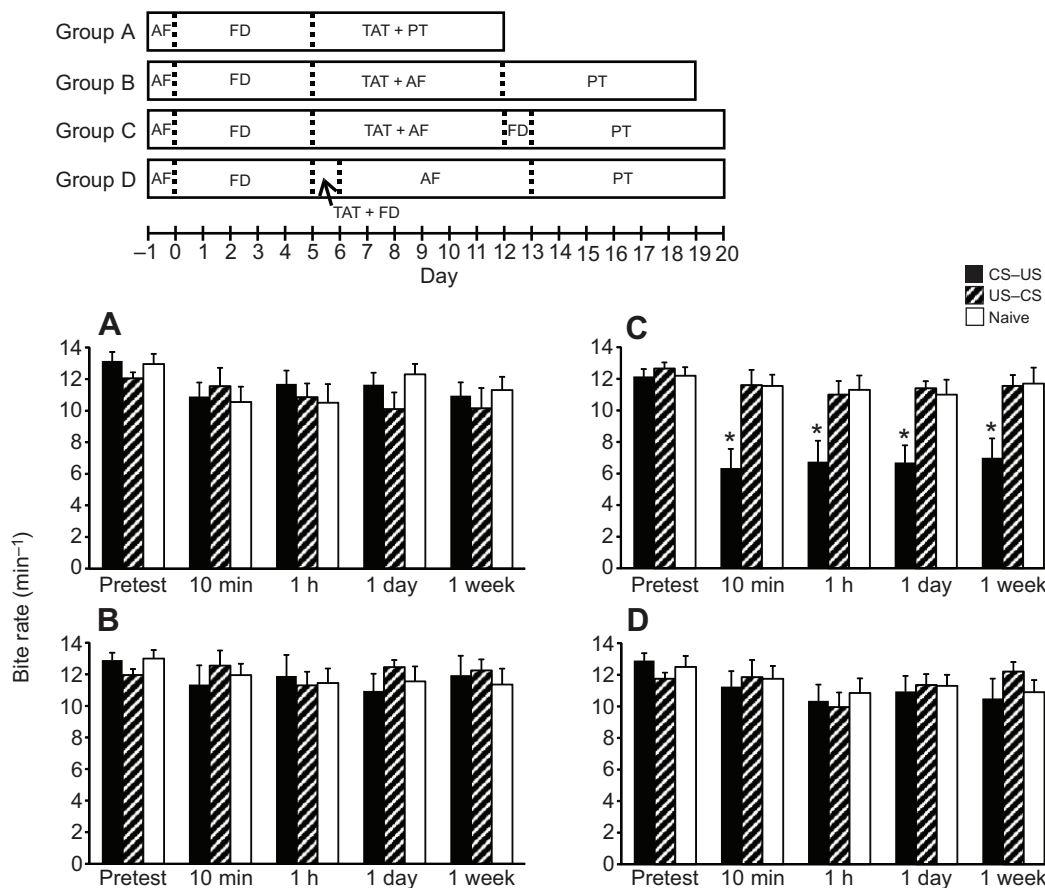 Group A AF FD TAT + PT
Group B AF FD TAT + AF PT
Group C AF FD TAT + AF FD PT
Group D AF FD AF PT
TAT + FD
–1 0 1 2 3 4 5 6 7 8 9 10 11 12 13 14 15 16 17 18 19 20
Day
CS–US
US–CS
Naive
A
14
12
10
8
6
4
2
0
Pretest 10 min 1 h 1 day 1 week
C
14
12
10
8
6
4
2
0
* * * *
Pretest 10 min 1 h 1 day 1 week
Bite rate (min⁻¹)
B
14
12
10
8
6
4
2
0
Pretest 10 min 1 h 1 day 1 week
D
14
12
10
8
6
4
2
0
Pretest 10 min 1 h 1 day 1 week